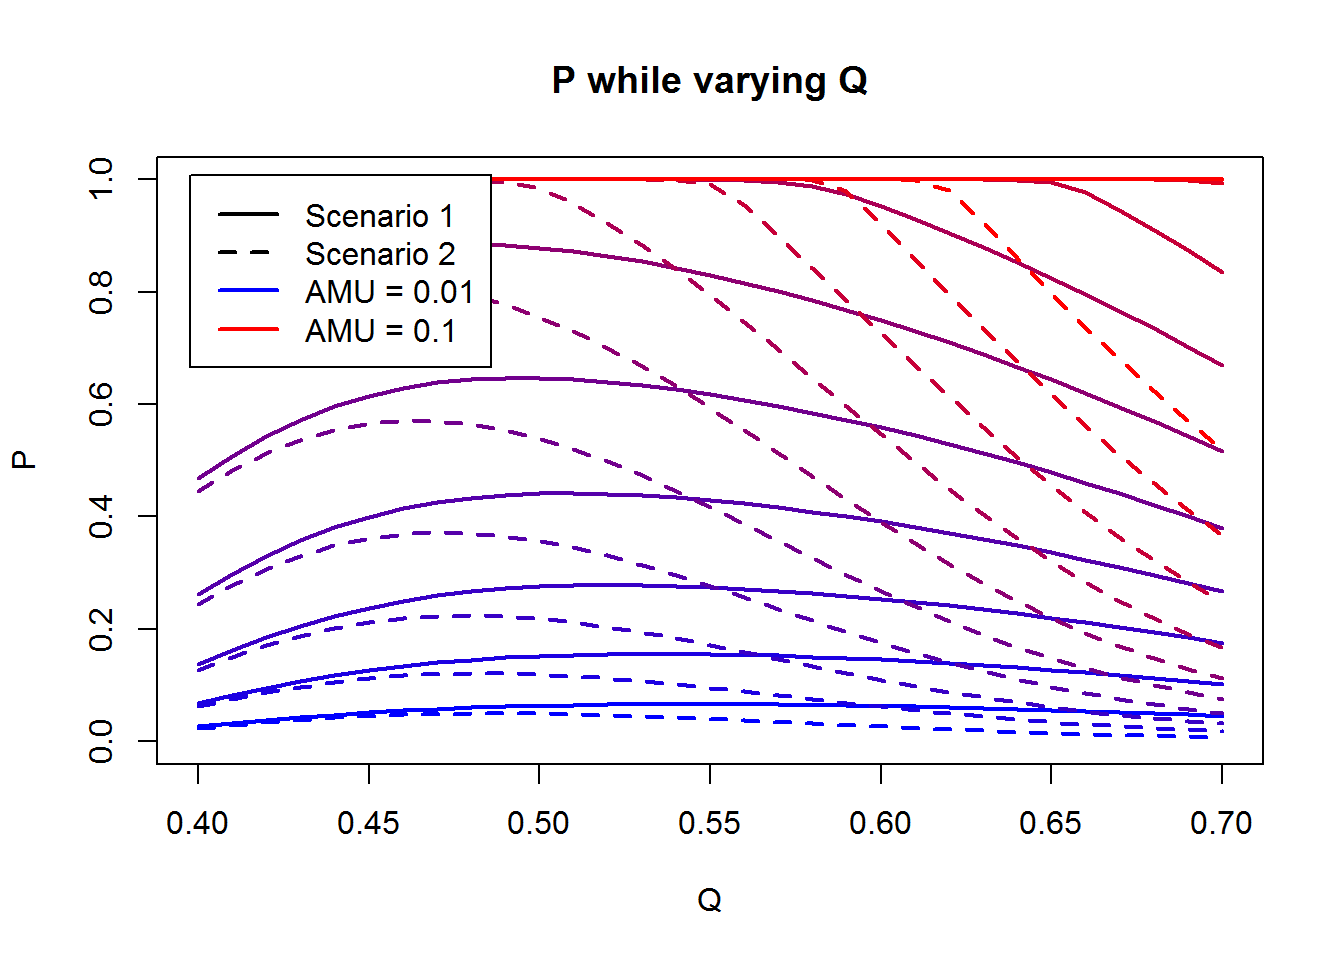 P while varying Q
P
1.0
0.8
0.6
0.4
0.2
0.0
Scenario 1
Scenario 2
AMU = 0.01
AMU = 0.1
0.40 0.45 0.50 0.55 0.60 0.65 0.70
Q